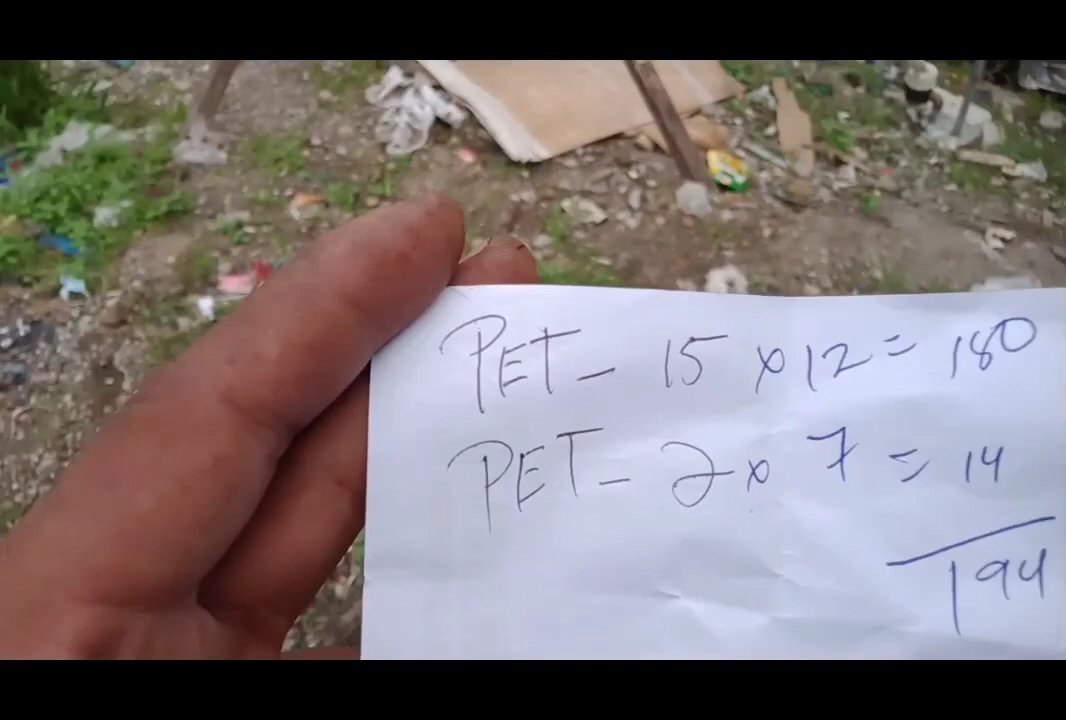 PET - 15 x 12 = 180
PET - 2 x 7 = 14
194